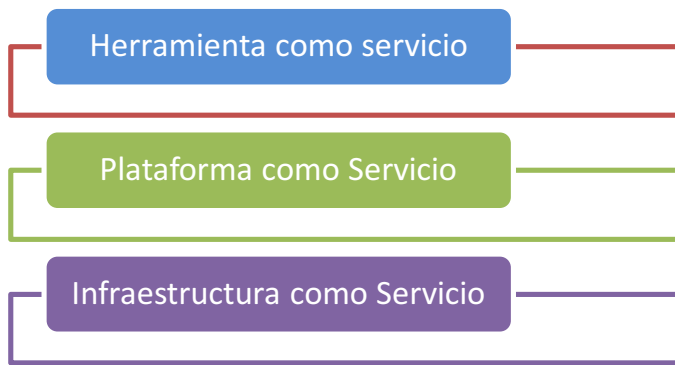 Herramienta como servicio
Plataforma como Servicio
Infraestructura como Servicio